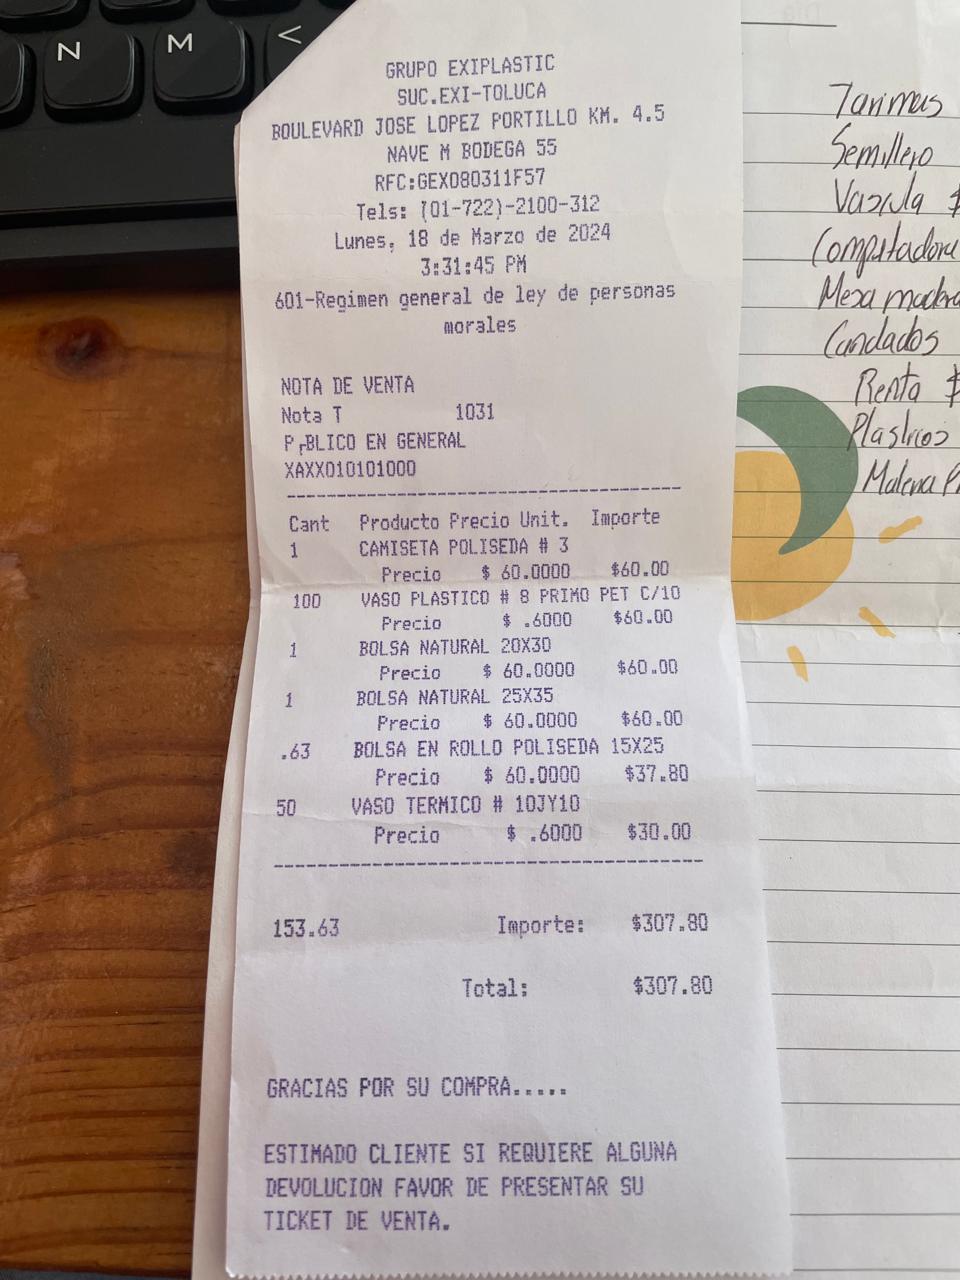 N
M
<
GRUPO EXIPLASTIC
SUC.EXI-TOLUCA
BOULEVARD JOSE LOPEZ PORTILLO KM. 4.5
NAVE M BODEGA 55
RFC:GEX080311F57
Tels: (01-722)-2100-312
Lunes, 18 de Marzo de 2024
3:31:45 PM
601-Regimen general de ley de personas
morales
NOTA DE VENTA
Nota T 1031
P┌BLICO EN GENERAL
XAXX010101000
Cant Producto Precio Unit. Importe
1 CAMISETA POLISEDA # 3
Precio $ 60.0000 $60.00
100 VASO PLASTICO # 8 PRIMO PET C/10
Precio $ .6000 $60.00
1 BOLSA NATURAL 20X30
Precio $ 60.0000 $60.00
1 BOLSA NATURAL 25X35
Precio $ 60.0000 $60.00
.63 BOLSA EN ROLLO POLISEDA 15X25
Precio $ 60.0000 $37.80
50 VASO TERMICO # 10JY10
Precio $ .6000 $30.00
153.63 Importe: $307.80
Total: $307.80
GRACIAS POR SU COMPRA.....
ESTIMADO CLIENTE SI REQUIERE ALGUNA
DEVOLUCION FAVOR DE PRESENTAR SU
TICKET DE VENTA.
Tarimas
Semillero
Vascula $
Computadora
Mesa madera
Candados
Renta $
Plasticos
Malena